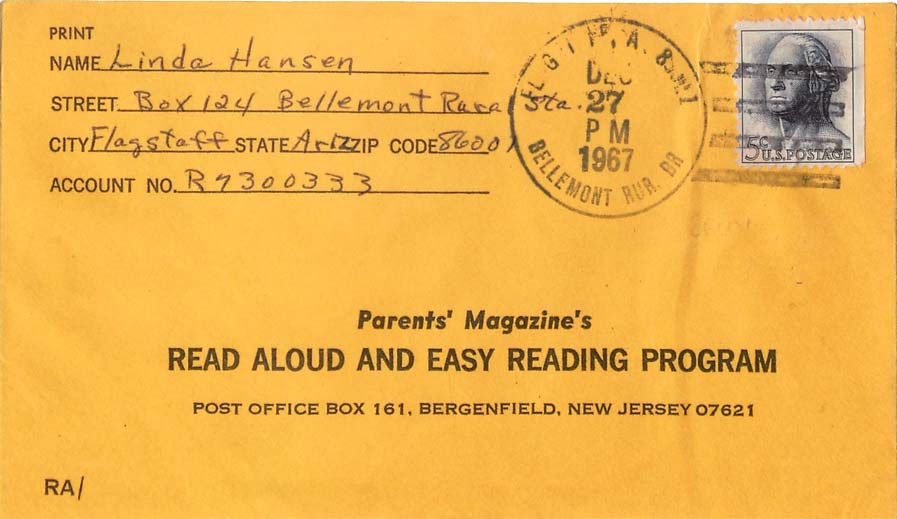 PRINT
NAME Linda Hansen
STREET Box 124 Bellemont Rura Sta.
CITY Flagstaff STATE Ariz ZIP CODE 86001
ACCOUNT NO. R7300333
DEC
27
PM
1967
BELLEMONT RUR. BR
5c U.S. POSTAGE
Parents' Magazine's
READ ALOUD AND EASY READING PROGRAM
POST OFFICE BOX 161, BERGENFIELD, NEW JERSEY 07621
RA/